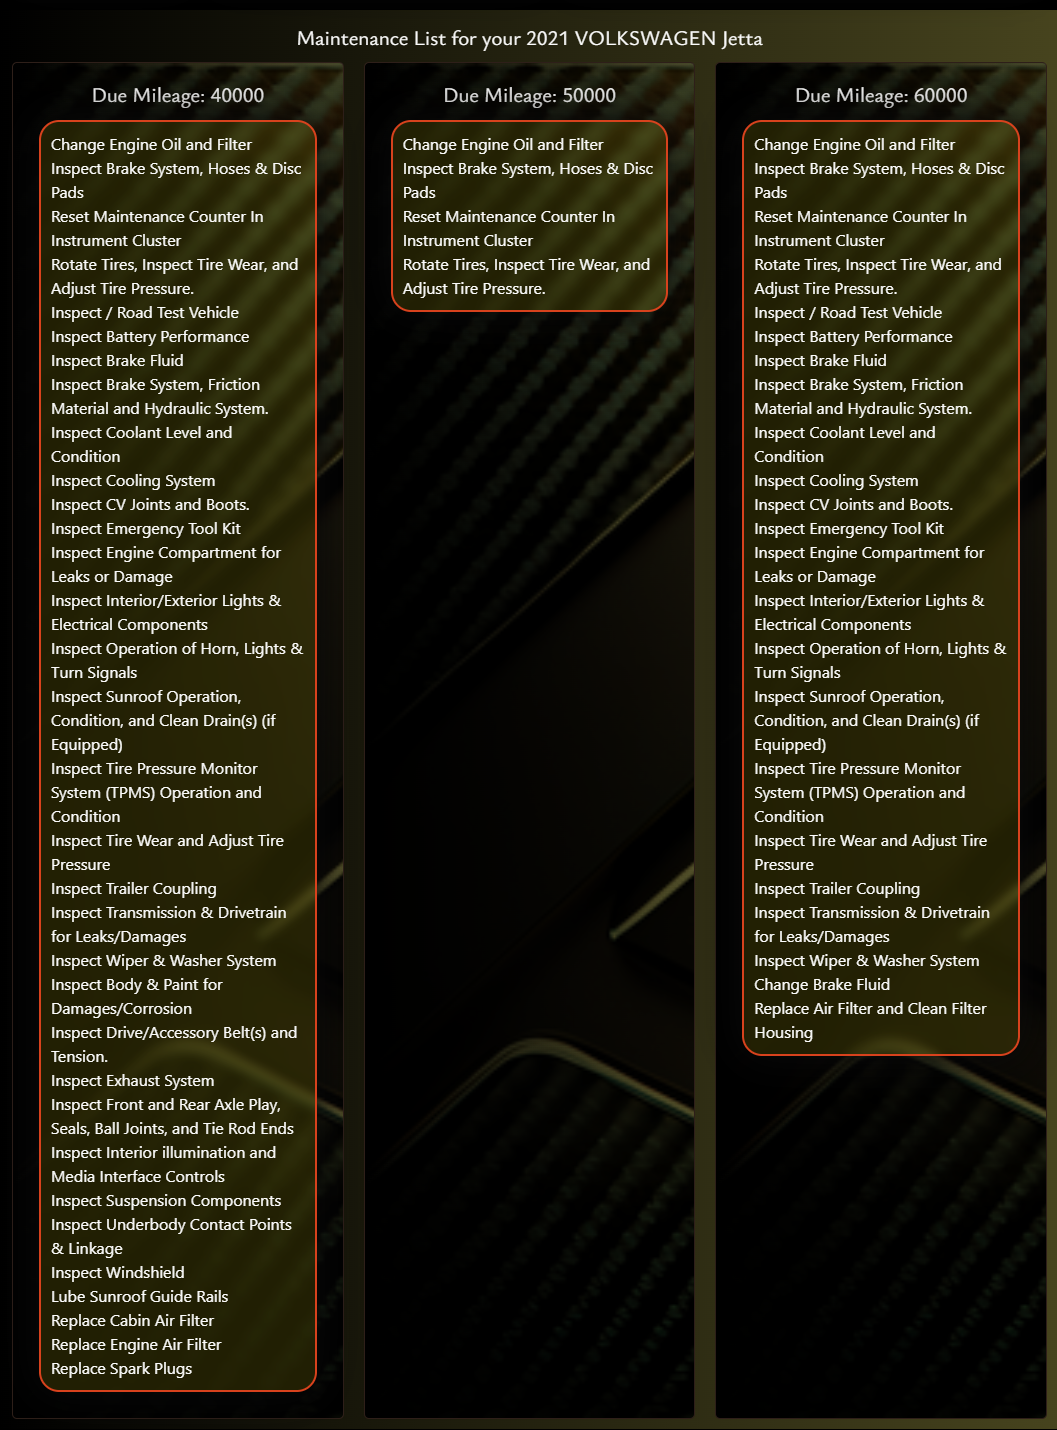 Maintenance List for your 2021 VOLKSWAGEN Jetta
Due Mileage: 40000
Change Engine Oil and Filter
Inspect Brake System, Hoses & Disc
Pads
Reset Maintenance Counter In
Instrument Cluster
Rotate Tires, Inspect Tire Wear, and
Adjust Tire Pressure.
Inspect / Road Test Vehicle
Inspect Battery Performance
Inspect Brake Fluid
Inspect Brake System, Friction
Material and Hydraulic System.
Inspect Coolant Level and
Condition
Inspect Cooling System
Inspect CV Joints and Boots.
Inspect Emergency Tool Kit
Inspect Engine Compartment for
Leaks or Damage
Inspect Interior/Exterior Lights &
Electrical Components
Inspect Operation of Horn, Lights &
Turn Signals
Inspect Sunroof Operation,
Condition, and Clean Drain(s) (if
Equipped)
Inspect Tire Pressure Monitor
System (TPMS) Operation and
Condition
Inspect Tire Wear and Adjust Tire
Pressure
Inspect Trailer Coupling
Inspect Transmission & Drivetrain
for Leaks/Damages
Inspect Wiper & Washer System
Inspect Body & Paint for
Damages/Corrosion
Inspect Drive/Accessory Belt(s) and
Tension.
Inspect Exhaust System
Inspect Front and Rear Axle Play,
Seals, Ball Joints, and Tie Rod Ends
Inspect Interior illumination and
Media Interface Controls
Inspect Suspension Components
Inspect Underbody Contact Points
& Linkage
Inspect Windshield
Lube Sunroof Guide Rails
Replace Cabin Air Filter
Replace Engine Air Filter
Replace Spark Plugs
Due Mileage: 50000
Change Engine Oil and Filter
Inspect Brake System, Hoses & Disc
Pads
Reset Maintenance Counter In
Instrument Cluster
Rotate Tires, Inspect Tire Wear, and
Adjust Tire Pressure.
Due Mileage: 60000
Change Engine Oil and Filter
Inspect Brake System, Hoses & Disc
Pads
Reset Maintenance Counter In
Instrument Cluster
Rotate Tires, Inspect Tire Wear, and
Adjust Tire Pressure.
Inspect / Road Test Vehicle
Inspect Battery Performance
Inspect Brake Fluid
Inspect Brake System, Friction
Material and Hydraulic System.
Inspect Coolant Level and
Condition
Inspect Cooling System
Inspect CV Joints and Boots.
Inspect Emergency Tool Kit
Inspect Engine Compartment for
Leaks or Damage
Inspect Interior/Exterior Lights &
Electrical Components
Inspect Operation of Horn, Lights &
Turn Signals
Inspect Sunroof Operation,
Condition, and Clean Drain(s) (if
Equipped)
Inspect Tire Pressure Monitor
System (TPMS) Operation and
Condition
Inspect Tire Wear and Adjust Tire
Pressure
Inspect Trailer Coupling
Inspect Transmission & Drivetrain
for Leaks/Damages
Inspect Wiper & Washer System
Change Brake Fluid
Replace Air Filter and Clean Filter
Housing